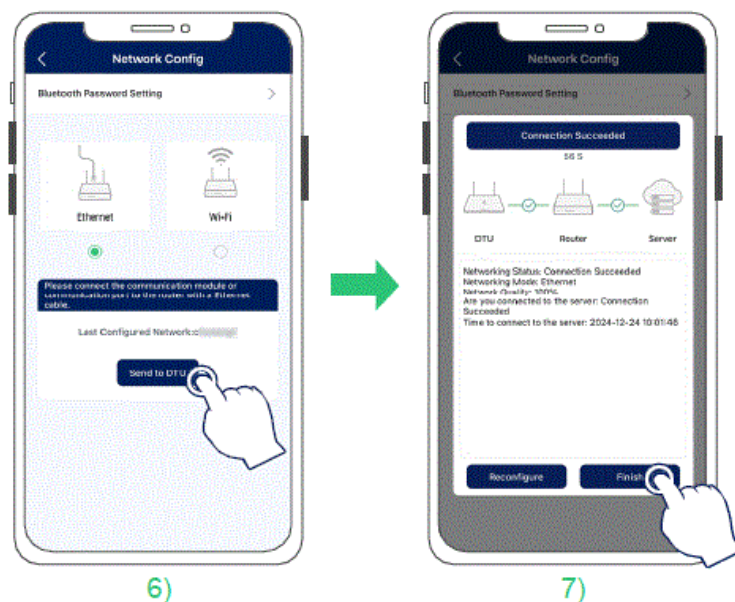 Network Config
Bluetooth Password Setting
Ethernet
Wi-Fi
Please connect the communication module or
communication port to the router with a Ethernet
cable.
Last Configured Network:
Send to DTU
6)
Network Config
Bluetooth Password Setting
Connection Succeeded
56 S
DTU
Router
Server
Networking Status: Connection Succeeded
Networking Mode: Ethernet
Network Quality: 100%
Are you connected to the server: Connection
Succeeded
Time to connect to the server: 2024-12-24 10:01:46
Reconfigure
Finish
7)